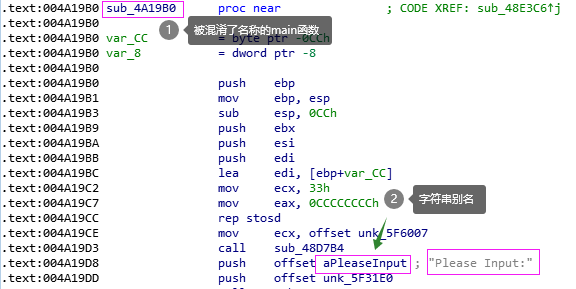 .text:004A19B0 sub_4A19B0 proc near ; CODE XREF: sub_48E3C6↑j
.text:004A19B0
.text:004A19B0 1 被混淆了名称的main函数
.text:004A19B0 var_CC = byte ptr -0CCh
.text:004A19B0 var_8 = dword ptr -8
.text:004A19B0
.text:004A19B0 push ebp
.text:004A19B1 mov ebp, esp
.text:004A19B3 sub esp, 0CCh
.text:004A19B9 push ebx
.text:004A19BA push esi
.text:004A19BB push edi
.text:004A19BC lea edi, [ebp+var_CC]
.text:004A19C2 mov ecx, 33h 2 字符串别名
.text:004A19C7 mov eax, 0CCCCCCCCh
.text:004A19CC rep stosd
.text:004A19CE mov ecx, offset unk_5F6007
.text:004A19D3 call sub_48D7B4
.text:004A19D8 push offset aPleaseInput ; "Please Input:"
.text:004A19DD push offset unk_5F31E0